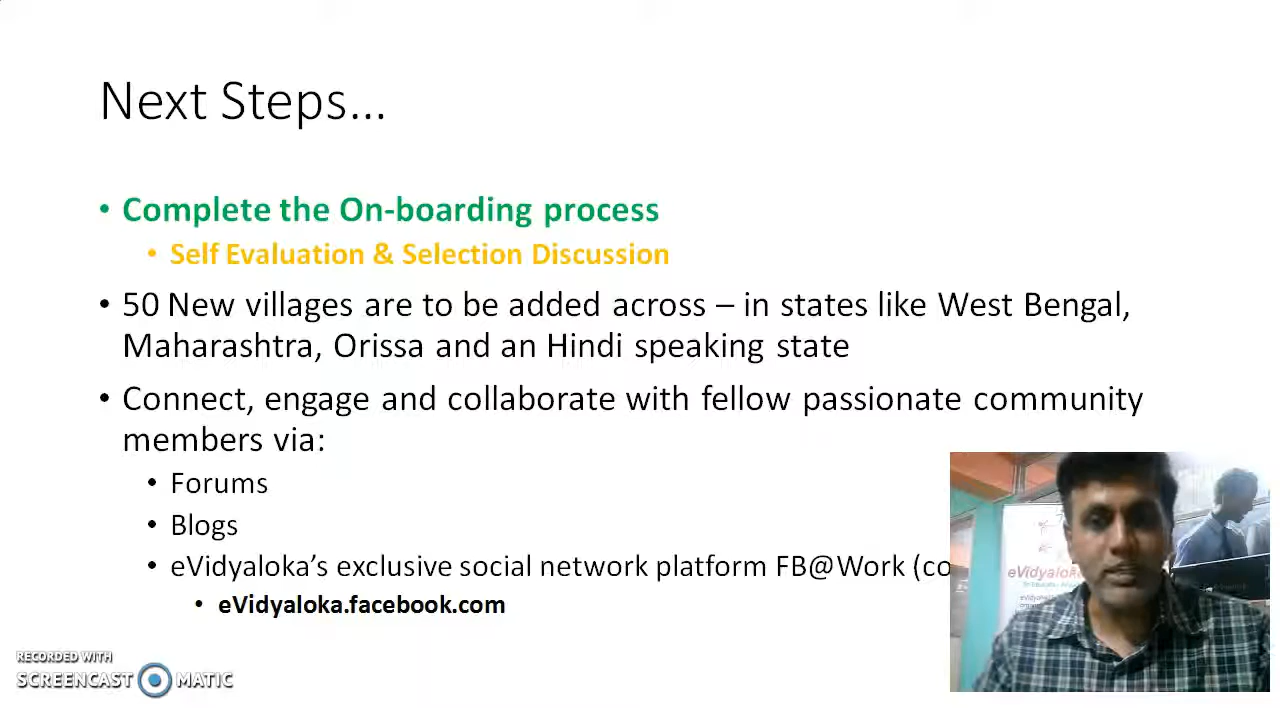 Next Steps...
• Complete the On-boarding process
• Self Evaluation & Selection Discussion
• 50 New villages are to be added across – in states like West Bengal,
Maharashtra, Orissa and an Hindi speaking state
• Connect, engage and collaborate with fellow passionate community
members via:
• Forums
• Blogs
• eVidyaloka’s exclusive social network platform FB@Work (co
• eVidyaloka.facebook.com
eVidyaloka
RECORDED WITH
SCREENCAST MATIC